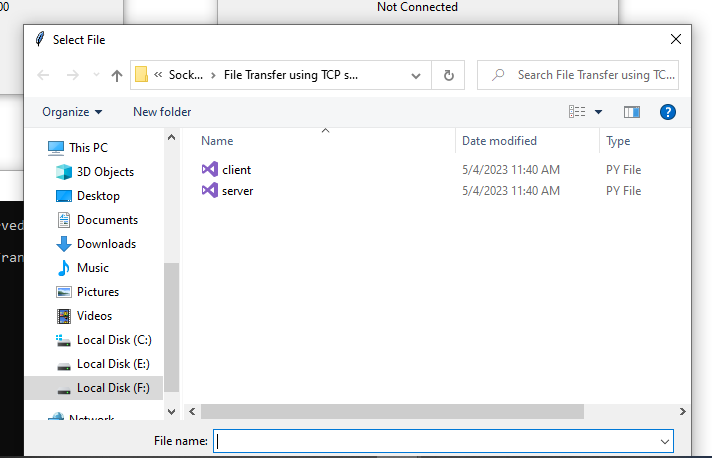 00
Not Connected
Select File
« Sock... > File Transfer using TCP s...
Search File Transfer using TC...
Organize
New folder
This PC
3D Objects
Desktop
Documents
Downloads
Music
Pictures
Videos
Local Disk (C:)
Local Disk (E:)
Local Disk (F:)
Network
Name
Date modified
Type
client
5/4/2023 11:40 AM
PY File
server
5/4/2023 11:40 AM
PY File
ved
ran
File name: